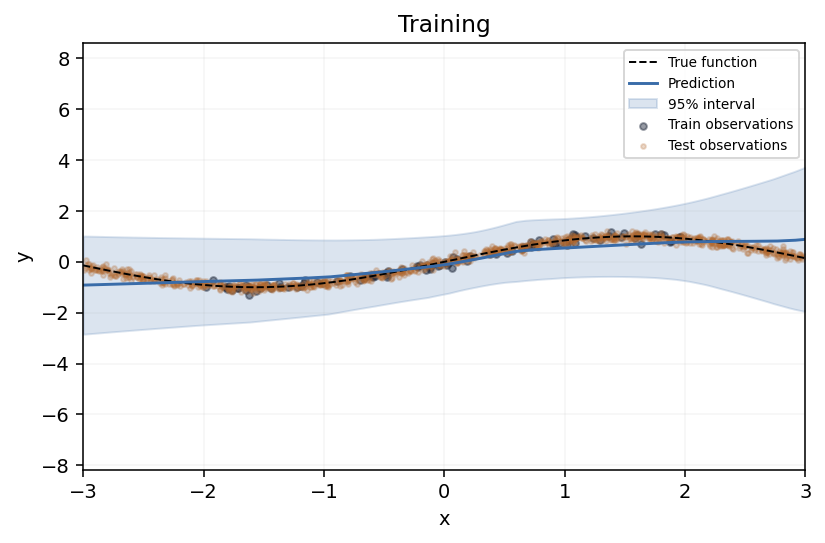 Training
True function
Prediction
95% interval
Train observations
Test observations
8
6
4
2
0
−2
−4
−6
−8
y
−3
−2
−1
0
1
2
3
x